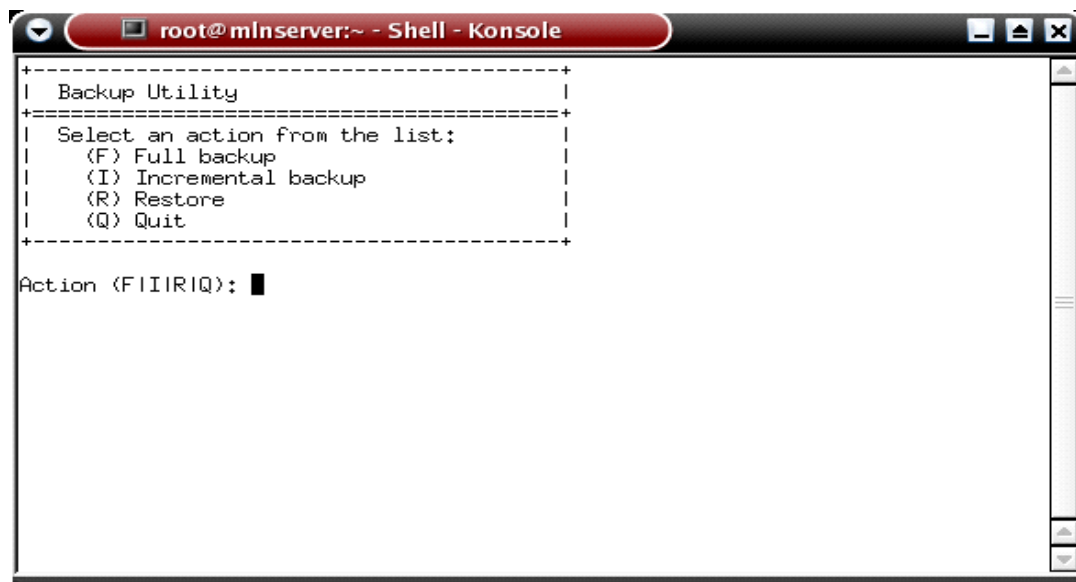 root@mlnserver:~ - Shell - Konsole
+-----------------------------------------+
|  Backup Utility                         |
+=========================================+
|  Select an action from the list:        |
|    (F) Full backup                      |
|    (I) Incremental backup               |
|    (R) Restore                          |
|    (Q) Quit                             |
+-----------------------------------------+
Action (F|I|R|Q):